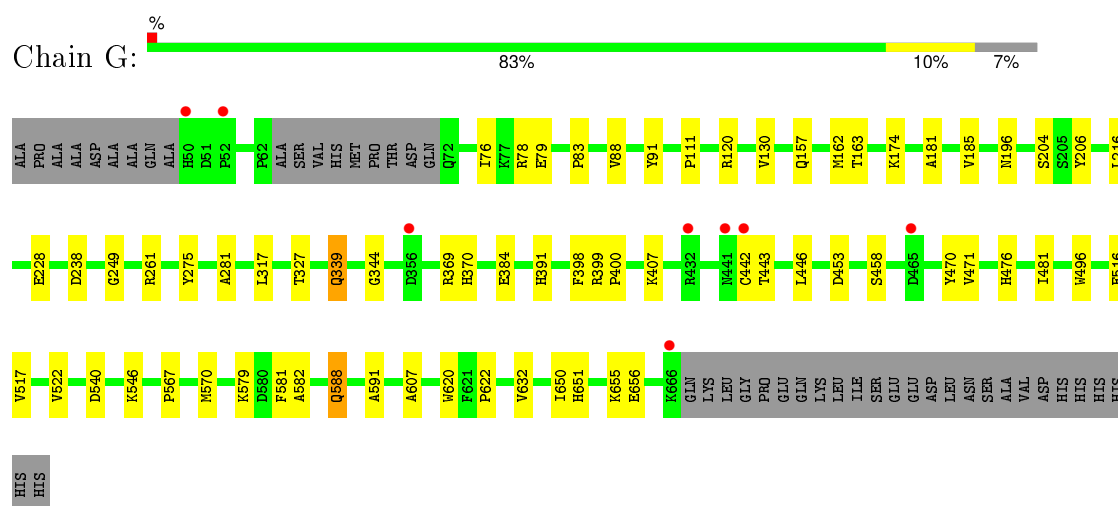 %
Chain G:
83% 10% 7%
ALA PRO ALA ALA ASP ALA ALA GLN ALA H50 D51 P52 P62 ALA SER VAL HIS MET PRO THR ASP GLN Q72 I76 K77 R78 E79 P83 V88 Y91 P111 R120 V130 Q157 M162 T163 K174 A181 V185 N196 S204 S205 Y206
E228 D238 G249 R261 Y275 A281 L317 T327 Q339 G344 D356 R369 H370 E384 H391 F398 R399 P400 K407 R432 N441 C442 T443 L446 D453 S458 D465 Y470 V471 H476 I481 W496 E516
V517 V522 D540 K546 P567 M570 K579 D580 F581 A582 Q588 A591 A607 W620 F621 P622 V632 I650 H651 K655 E656 K666 GLN LYS LEU GLY PRO GLU GLU GLN LYS LEU ILE SER GLU GLU ASP LEU ASN SER ALA VAL ASP HIS HIS HIS HIS
HIS HIS